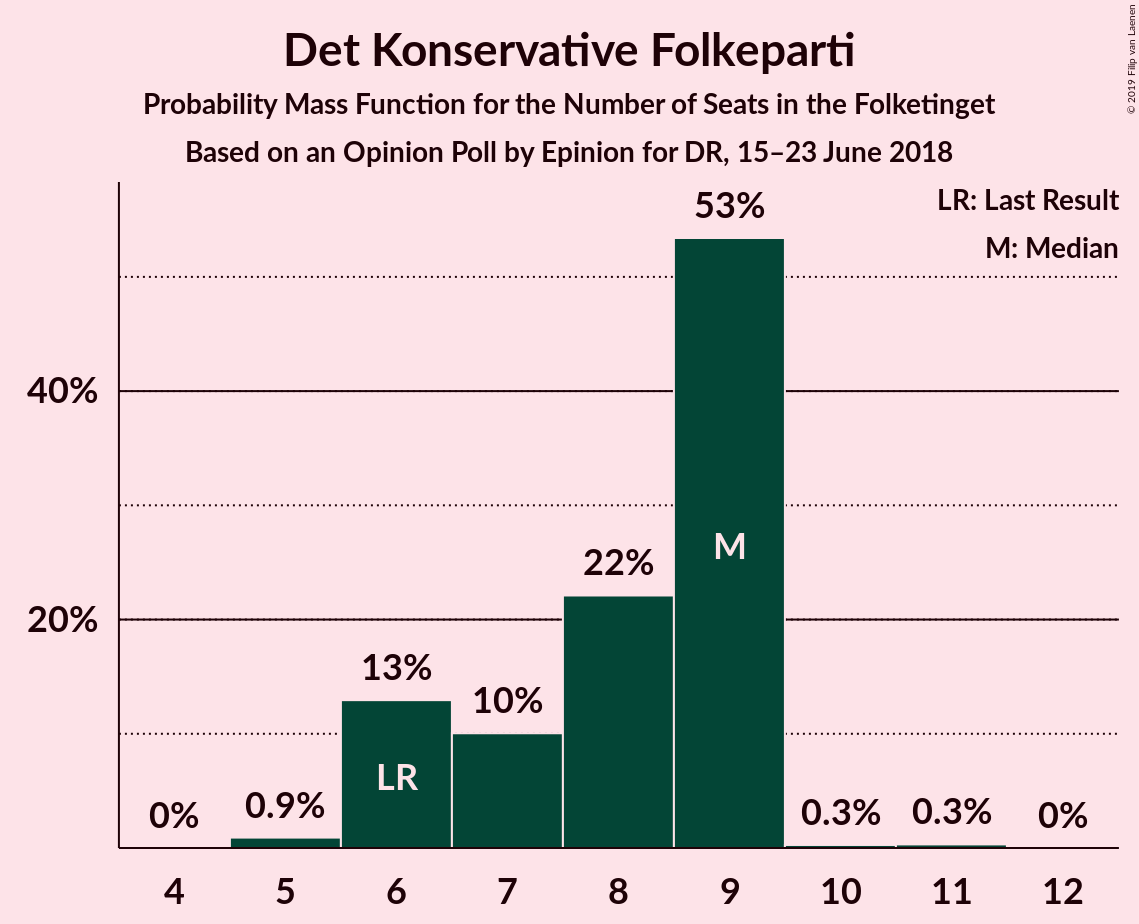 Det Konservative Folkeparti
Probability Mass Function for the Number of Seats in the Folketinget
Based on an Opinion Poll by Epinion for DR, 15–23 June 2018
© 2019 Filip van Laenen
LR: Last Result
M: Median
53%
40%
M
22%
20%
13%
10%
LR
0%
0.9%
0.3%
0.3%
0%
4 5 6 7 8 9 10 11 12